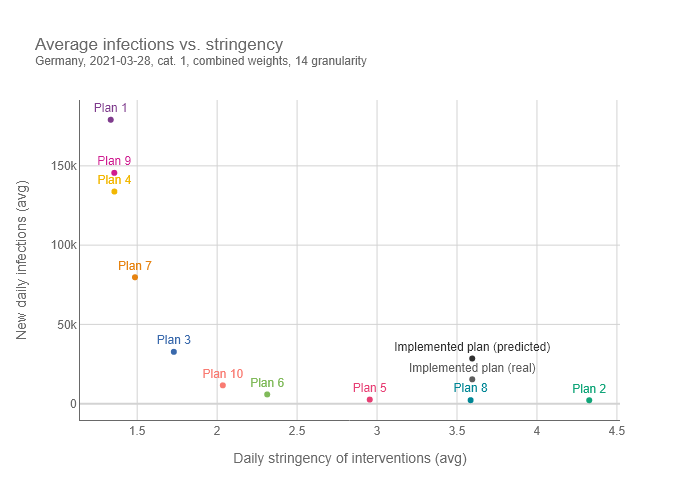 Average infections vs. stringency
Germany, 2021-03-28, cat. 1, combined weights, 14 granularity
Plan 1
Plan 9
150k
Plan 4
Plan 7
100k
New daily infections (avg)
50k
Plan 3
Implemented plan (predicted)
Implemented plan (real)
Plan 10
Plan 6
Plan 5
Plan 8
Plan 2
0
1.5
2
2.5
3
3.5
4
4.5
Daily stringency of interventions (avg)